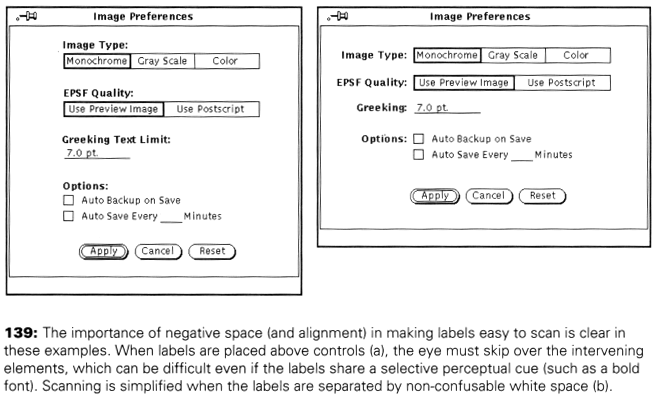 Image Preferences
Image Type:
Monochrome Gray Scale Color
EPSF Quality:
Use Preview Image Use Postscript
Greeking Text Limit:
7.0 pt.
Options:
Auto Backup on Save
Auto Save Every ____ Minutes
Apply Cancel Reset
Image Preferences
Image Type: Monochrome Gray Scale Color
EPSF Quality: Use Preview Image Use Postscript
Greeking: 7.0 pt.
Options: Auto Backup on Save
Auto Save Every ____ Minutes
Apply Cancel Reset
139: The importance of negative space (and alignment) in making labels easy to scan is clear in
these examples. When labels are placed above controls (a), the eye must skip over the intervening
elements, which can be difficult even if the labels share a selective perceptual cue (such as a bold
font). Scanning is simplified when the labels are separated by non-confusable white space (b).